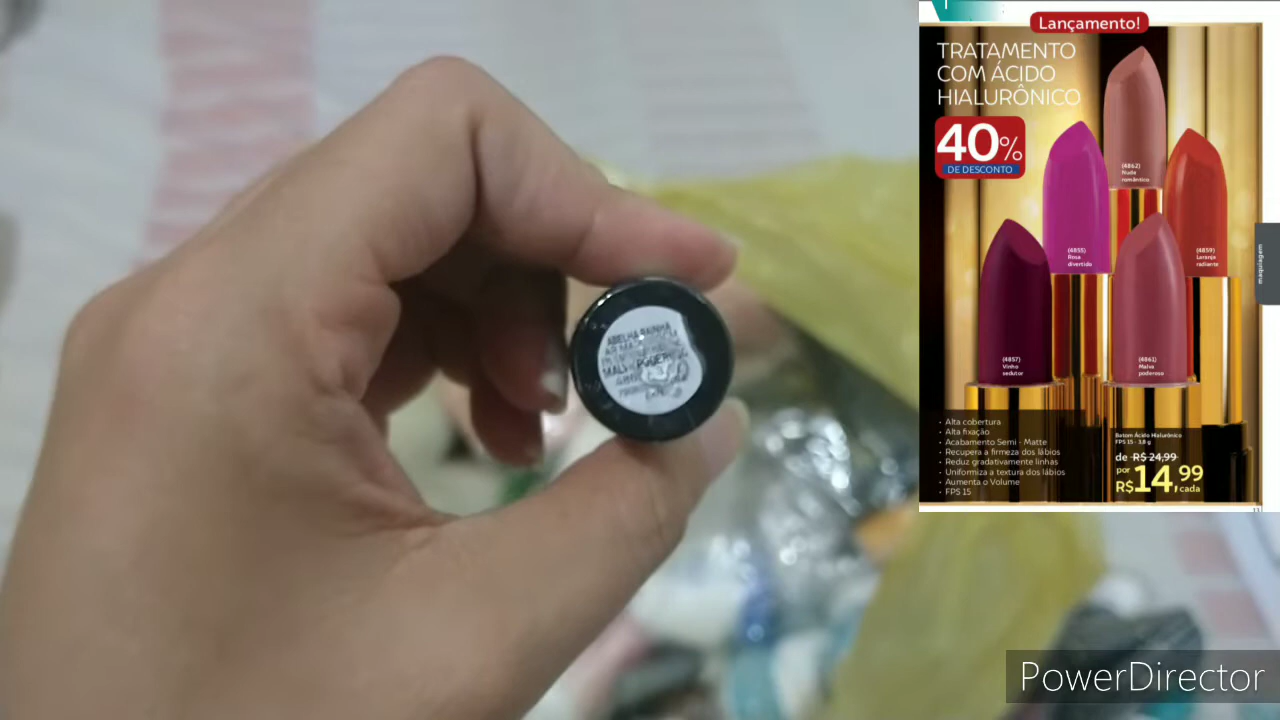 ABELHA RAINHA
Lançamento!
TRATAMENTO
COM ÁCIDO
HIALURÔNICO
40%
DE DESCONTO
(4862)
Nude
romântico
(4855)
Rosa
divertido
(4859)
Laranja
radiante
(4857)
Vinho
sedutor
(4861)
Malva
poderoso
maquiagem
• Alta cobertura
• Alta fixação
• Acabamento Semi - Matte
• Recupera a firmeza dos lábios
• Reduz gradativamente linhas
• Uniformiza a textura dos lábios
• Aumenta o Volume
• FPS 15
Batom Ácido Hialurônico
FPS 15 - 3,8 g
de R$ 24,99
por
R$14,99
cada
PowerDirector